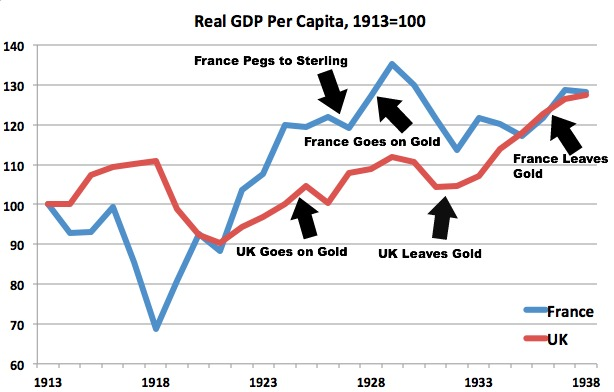 Real GDP Per Capita, 1913=100
140
France Pegs to Sterling
130
120
France Goes on Gold
110
France Leaves
Gold
100
90
UK Goes on Gold
UK Leaves Gold
80
France
70
UK
60
1913
1918
1923
1928
1933
1938